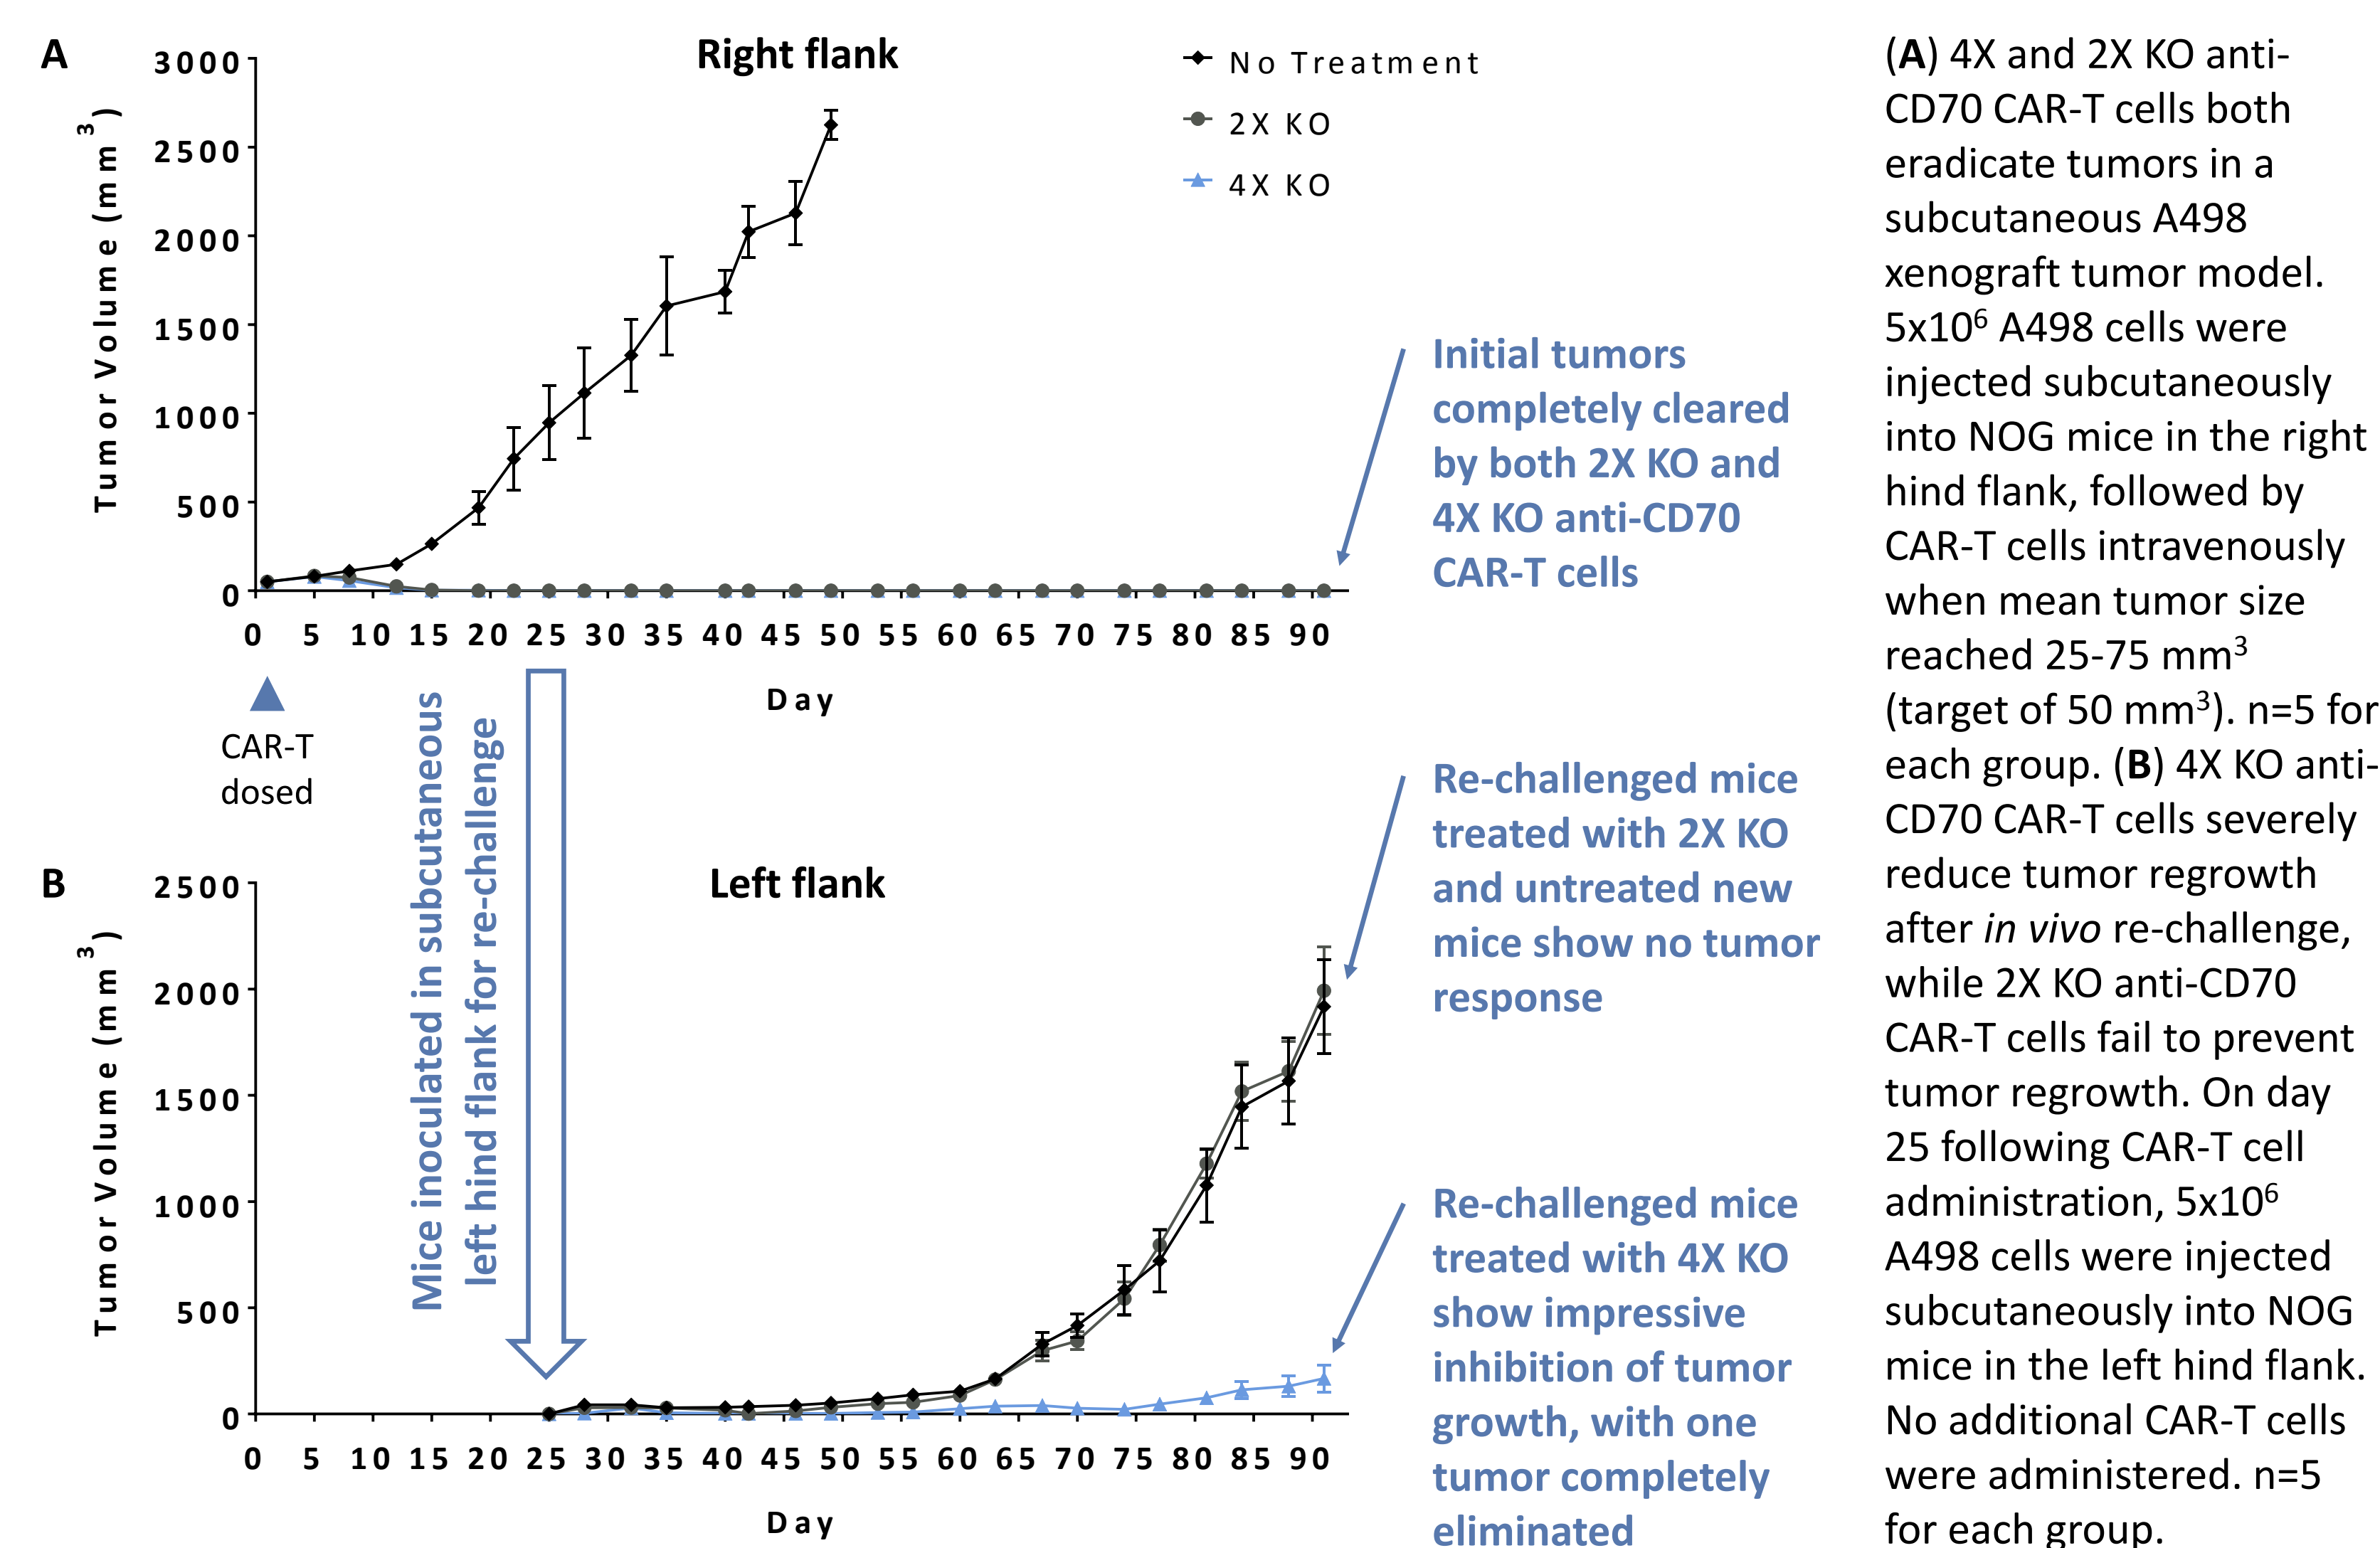 A
Right flank
No Treatment
2X KO
4X KO
Tumor Volume (mm3)
3000
2500
2000
1500
1000
500
0
0 5 10 15 20 25 30 35 40 45 50 55 60 65 70 75 80 85 90
Day
CAR-T
dosed
Initial tumors
completely cleared
by both 2X KO and
4X KO anti-CD70
CAR-T cells
Mice inoculated in subcutaneous
left hind flank for re-challenge
B
Left flank
Tumor Volume (mm3)
2500
2000
1500
1000
500
0
0 5 10 15 20 25 30 35 40 45 50 55 60 65 70 75 80 85 90
Day
Re-challenged mice
treated with 2X KO
and untreated new
mice show no tumor
response
Re-challenged mice
treated with 4X KO
show impressive
inhibition of tumor
growth, with one
tumor completely
eliminated
(A) 4X and 2X KO anti-
CD70 CAR-T cells both
eradicate tumors in a
subcutaneous A498
xenograft tumor model.
5x10⁶ A498 cells were
injected subcutaneously
into NOG mice in the right
hind flank, followed by
CAR-T cells intravenously
when mean tumor size
reached 25-75 mm³
(target of 50 mm³). n=5 for
each group. (B) 4X KO anti-
CD70 CAR-T cells severely
reduce tumor regrowth
after in vivo re-challenge,
while 2X KO anti-CD70
CAR-T cells fail to prevent
tumor regrowth. On day
25 following CAR-T cell
administration, 5x10⁶
A498 cells were injected
subcutaneously into NOG
mice in the left hind flank.
No additional CAR-T cells
were administered. n=5
for each group.